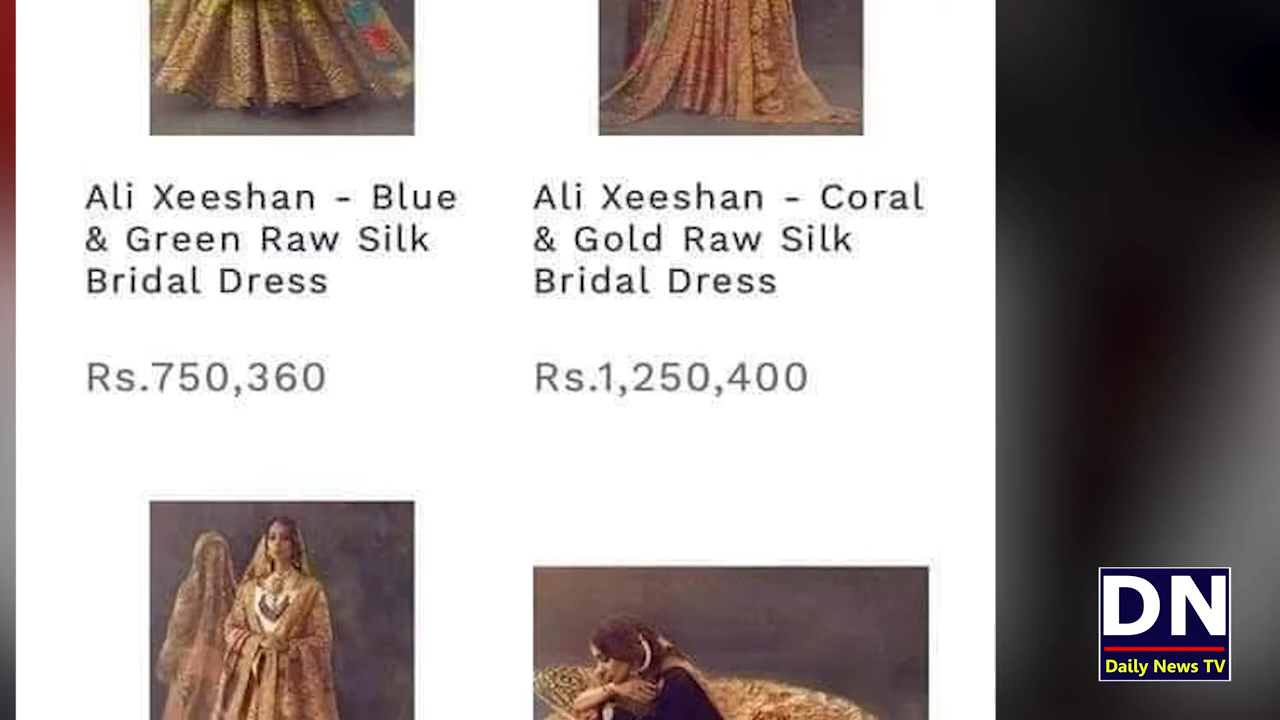 Ali Xeeshan - Blue
& Green Raw Silk
Bridal Dress
Rs.750,360
Ali Xeeshan - Coral
& Gold Raw Silk
Bridal Dress
Rs.1,250,400
DN
Daily News TV